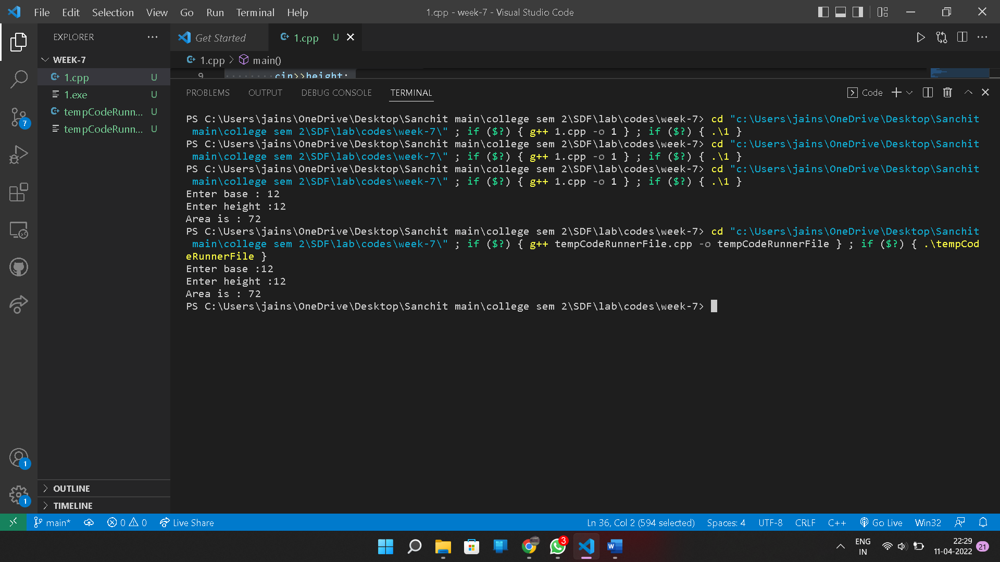 File Edit Selection View Go Run Terminal Help
1.cpp - week-7 - Visual Studio Code
EXPLORER
Get Started
1.cpp U
WEEK-7
1.cpp > main()
1.cpp U
9 cin>>height;
1.exe U
tempCodeRunn... U
tempCodeRunn... U
PROBLEMS OUTPUT DEBUG CONSOLE TERMINAL
Code
PS C:\Users\jains\OneDrive\Desktop\Sanchit main\college sem 2\SDF\lab\codes\week-7> cd "c:\Users\jains\OneDrive\Desktop\Sanchit
main\college sem 2\SDF\lab\codes\week-7\" ; if ($?) { g++ 1.cpp -o 1 } ; if ($?) { .\1 }
PS C:\Users\jains\OneDrive\Desktop\Sanchit main\college sem 2\SDF\lab\codes\week-7> cd "c:\Users\jains\OneDrive\Desktop\Sanchit
main\college sem 2\SDF\lab\codes\week-7\" ; if ($?) { g++ 1.cpp -o 1 } ; if ($?) { .\1 }
PS C:\Users\jains\OneDrive\Desktop\Sanchit main\college sem 2\SDF\lab\codes\week-7> cd "c:\Users\jains\OneDrive\Desktop\Sanchit
main\college sem 2\SDF\lab\codes\week-7\" ; if ($?) { g++ 1.cpp -o 1 } ; if ($?) { .\1 }
Enter base : 12
Enter height :12
Area is : 72
PS C:\Users\jains\OneDrive\Desktop\Sanchit main\college sem 2\SDF\lab\codes\week-7> cd "c:\Users\jains\OneDrive\Desktop\Sanchit
main\college sem 2\SDF\lab\codes\week-7\" ; if ($?) { g++ tempCodeRunnerFile.cpp -o tempCodeRunnerFile } ; if ($?) { .\tempCod
eRunnerFile }
Enter base :12
Enter height :12
Area is : 72
PS C:\Users\jains\OneDrive\Desktop\Sanchit main\college sem 2\SDF\lab\codes\week-7>
7
1
1
OUTLINE
TIMELINE
main* 0 0 Live Share
Ln 36, Col 2 (594 selected) Spaces: 4 UTF-8 CRLF C++ Go Live Win32
3
W
ENG
IN
22:29
11-04-2022
21